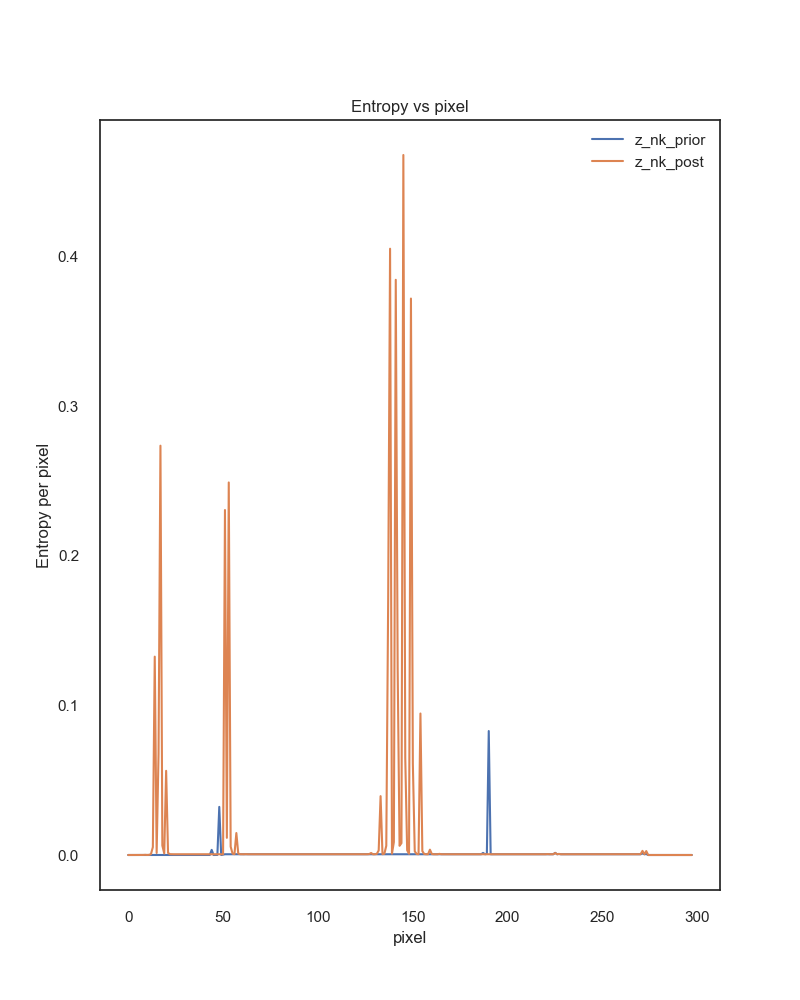 Entropy vs pixel
z_nk_prior
z_nk_post
Entropy per pixel
0.4
0.3
0.2
0.1
0.0
0 50 100 150 200 250 300
pixel